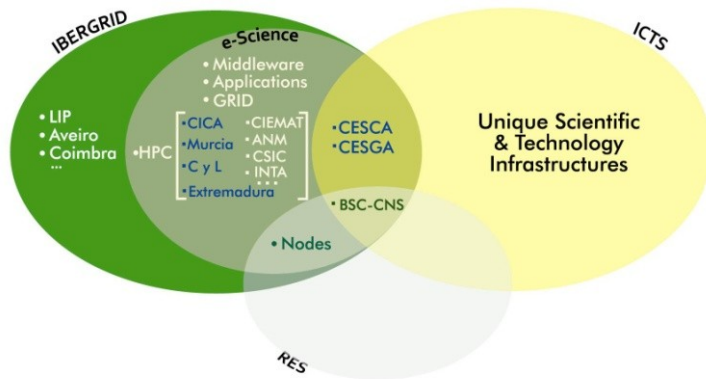 IBERGRID
e-Science
ICTS
• Middleware
• Applications
• GRID
• LIP
• Aveiro
• Coimbra
...
• HPC
• CICA
• Murcia
• C y L
• Extremadura
• CIEMAT
• ANM
• CSIC
• INTA
• • •
• CESCA
• CESGA
Unique Scientific
& Technology
Infrastructures
• BSC-CNS
• Nodes
RES